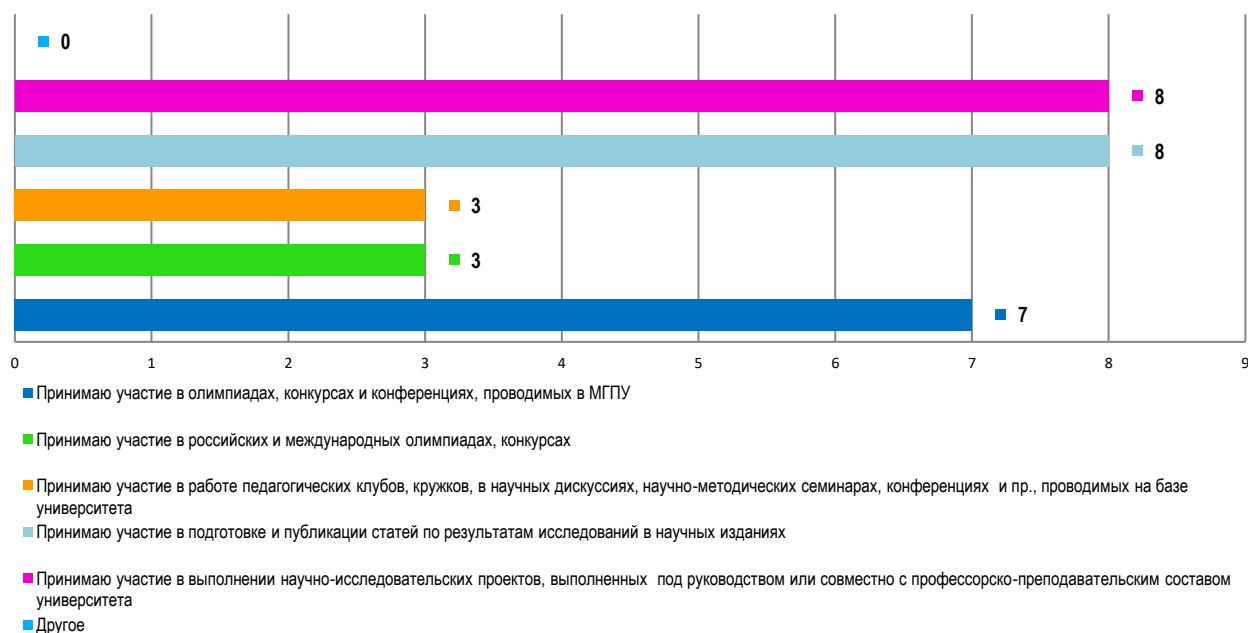 0
8
8
3
3
7
0 1 2 3 4 5 6 7 8 9
Принимаю участие в олимпиадах, конкурсах и конференциях, проводимых в МГПУ
Принимаю участие в российских и международных олимпиадах, конкурсах
Принимаю участие в работе педагогических клубов, кружков, в научных дискуссиях, научно-методических семинарах, конференциях и пр., проводимых на базе
университета
Принимаю участие в подготовке и публикации статей по результатам исследований в научных изданиях
Принимаю участие в выполнении научно-исследовательских проектов, выполненных под руководством или совместно с профессорско-преподавательским составом
университета
Другое